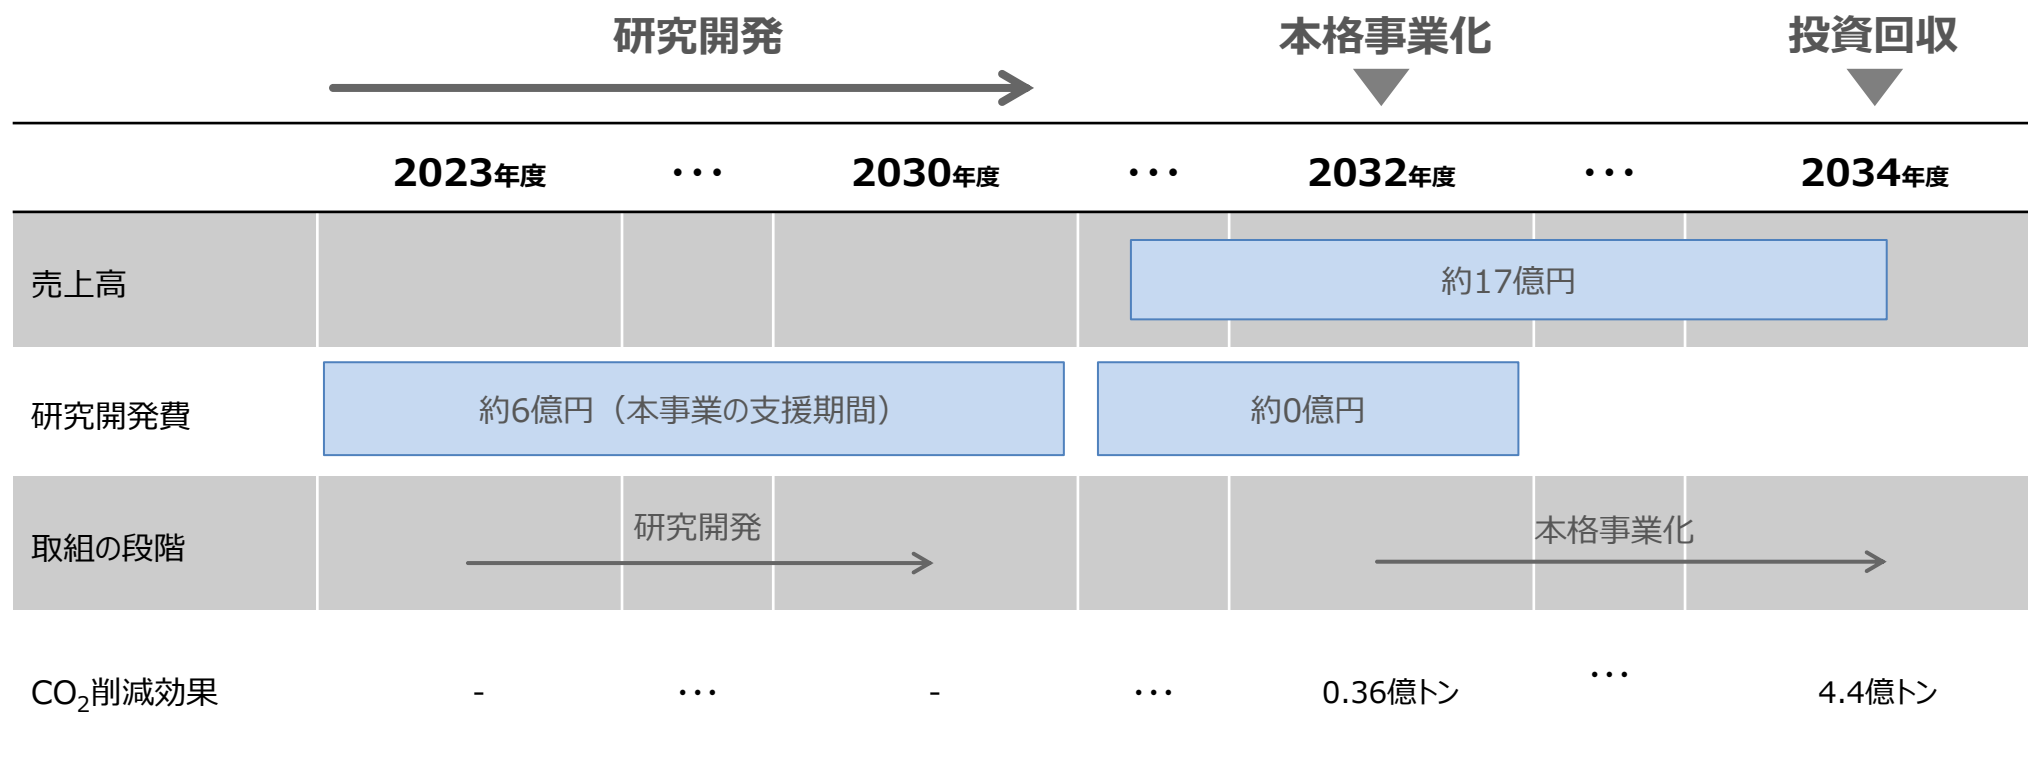 研究開発 本格事業化 投資回収
2023年度 ・・・ 2030年度 ・・・ 2032年度 ・・・ 2034年度
売上高 約17億円
研究開発費 約6億円（本事業の支援期間） 約0億円
取組の段階 研究開発 本格事業化
CO₂削減効果 - ・・・ - ・・・ 0.36億トン ・・・ 4.4億トン